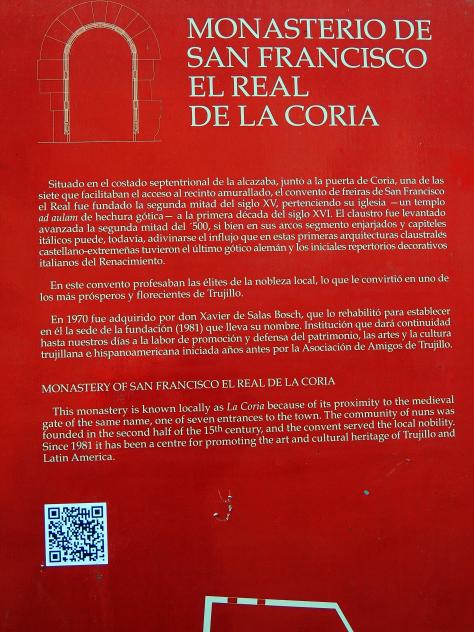 MONASTERIO DE
SAN FRANCISCO
EL REAL
DE LA CORIA
Situado en el costado septentrional de la alcazaba, junto a la puerta de Coria, una de las
siete que facilitaban el acceso al recinto amurallado, el convento de freiras de San Francisco
el Real fue fundado la segunda mitad del siglo XV, perteneciendo su iglesia —un templo
ad aulam de hechura gótica— a la primera década del siglo XVI. El claustro fue levantado
avanzada la segunda mitad del ´500, si bien en sus arcos segmento enjarjados y capiteles
itálicos puede, todavía, adivinarse el influjo que en estas primeras arquitecturas claustrales
castellano-extremeñas tuvieron el último gótico alemán y los iniciales repertorios decorativos
italianos del Renacimiento.
En este convento profesaban las élites de la nobleza local, lo que le convirtió en uno de
los más prósperos y florecientes de Trujillo.
En 1970 fue adquirido por don Xavier de Salas Bosch, que lo rehabilitó para establecer
en él la sede de la fundación (1981) que lleva su nombre. Institución que dará continuidad
hasta nuestros días a la labor de promoción y defensa del patrimonio, las artes y la cultura
trujillana e hispanoamericana iniciada años antes por la Asociación de Amigos de Trujillo.
MONASTERY OF SAN FRANCISCO EL REAL DE LA CORIA
This monastery is known locally as La Coria because of its proximity to the medieval
gate of the same name, one of seven entrances to the town. The community of nuns was
founded in the second half of the 15th century, and the convent served the local nobility.
Since 1981 it has been a centre for promoting the art and cultural heritage of Trujillo and
Latin America.